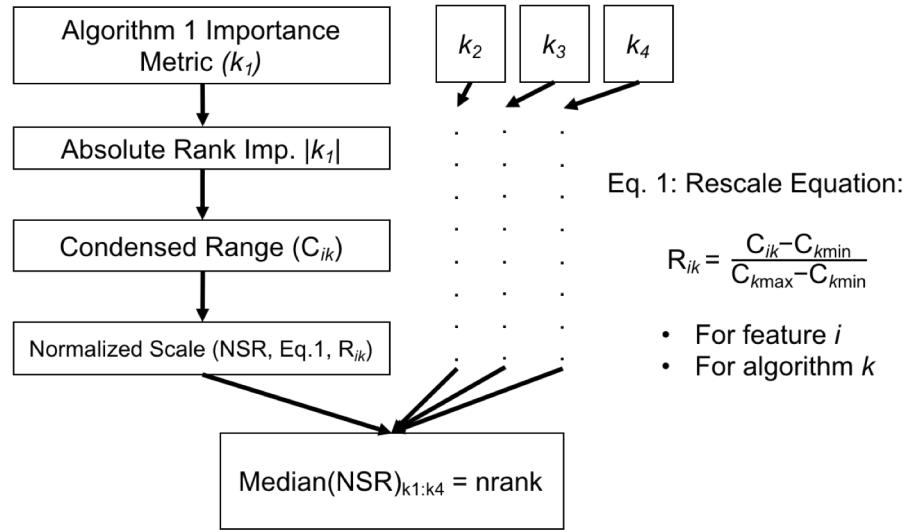 Algorithm 1 Importance
Metric (k₁)
k₂
k₃
k₄
Absolute Rank Imp. |k₁|
Condensed Range (Cᵢₖ)
Normalized Scale (NSR, Eq.1, Rᵢₖ)
Median(NSR)k1:k4 = nrank
Eq. 1: Rescale Equation:
Rᵢₖ = (Cᵢₖ−Cₖmin)/(Cₖmax−Cₖmin)
• For feature i
• For algorithm k